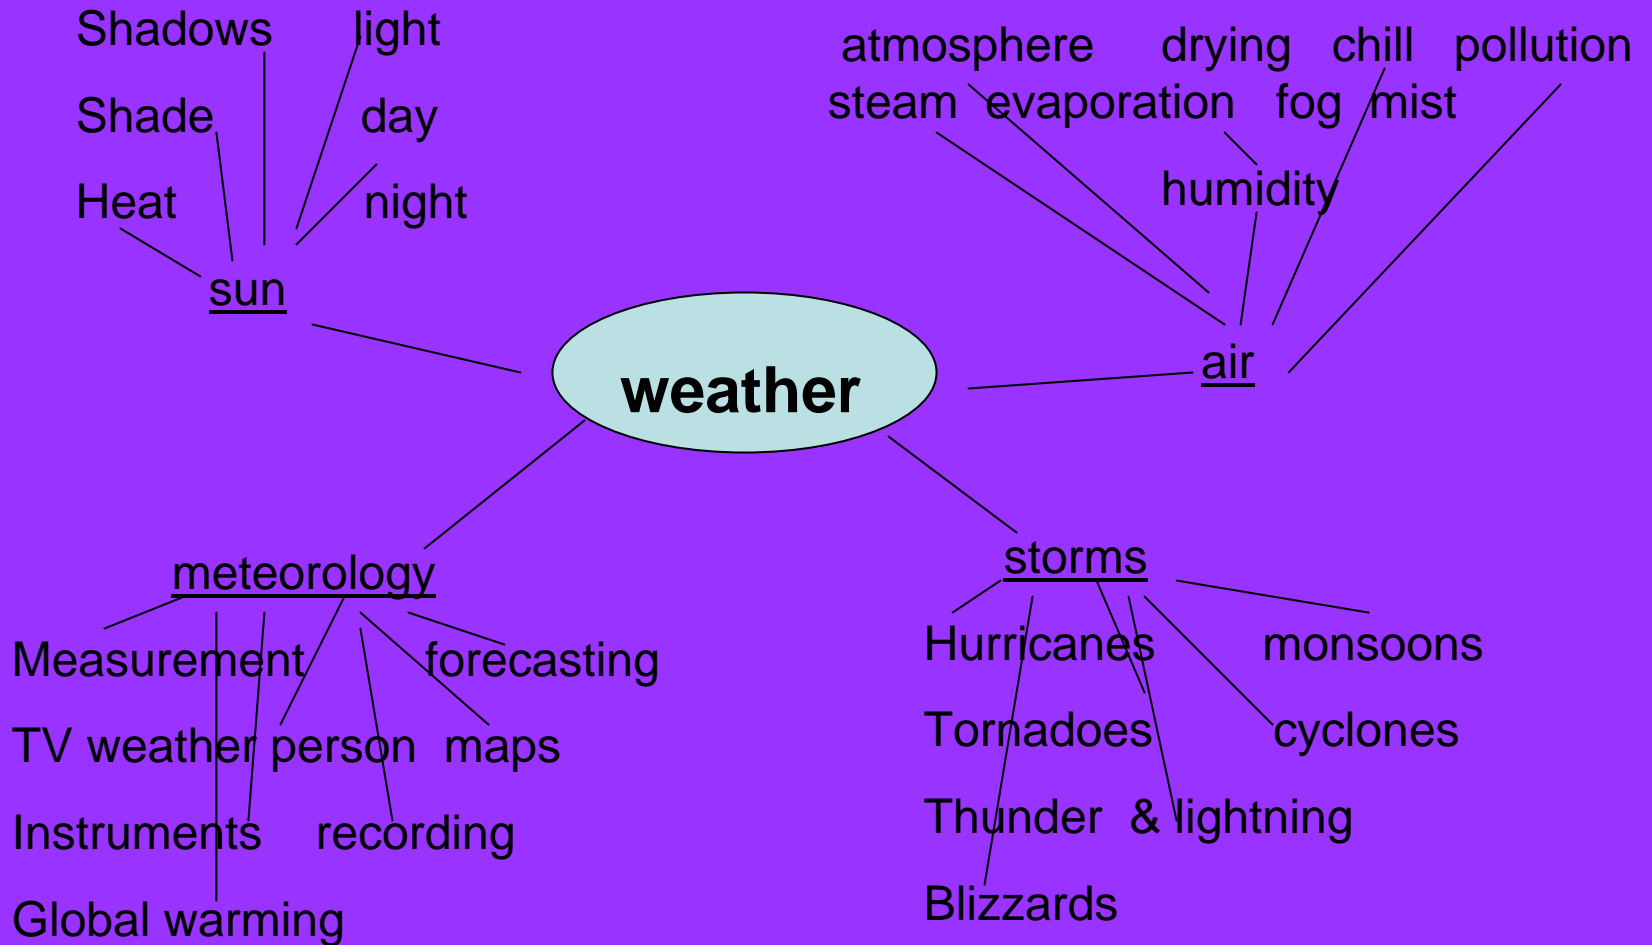 Shadows light
Shade day
Heat night
sun
atmosphere drying chill pollution
steam evaporation fog mist
humidity
air
weather
meteorology
Measurement forecasting
TV weather person maps
Instruments recording
Global warming
storms
Hurricanes monsoons
Tornadoes cyclones
Thunder & lightning
Blizzards